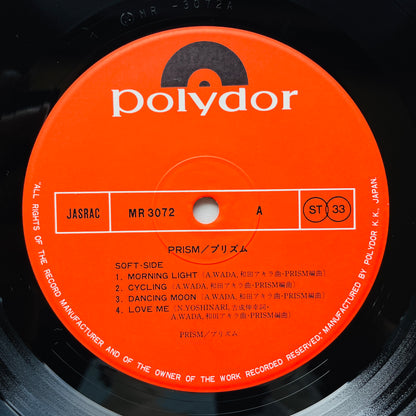 MR -3072A
polydor
JASRAC MR 3072 A ST 33
PRISM/プリズム
SOFT-SIDE
1. MORNING LIGHT (A.WADA, 和田アキラ曲・PRISM編曲)
2. CYCLING (A.WADA, 和田アキラ曲・PRISM編曲)
3. DANCING MOON (A.WADA, 和田アキラ曲・PRISM編曲)
4. LOVE ME (N.YOSHINARI, 吉成伸幸詞・
A.WADA, 和田アキラ曲・PRISM編曲)
PRISM/プリズム
"ALL RIGHTS OF THE RECORD MANUFACTURER AND OF THE OWNER OF THE WORK RECORDED RESERVED." MANUFACTURED BY POLYDOR K. K. JAPAN